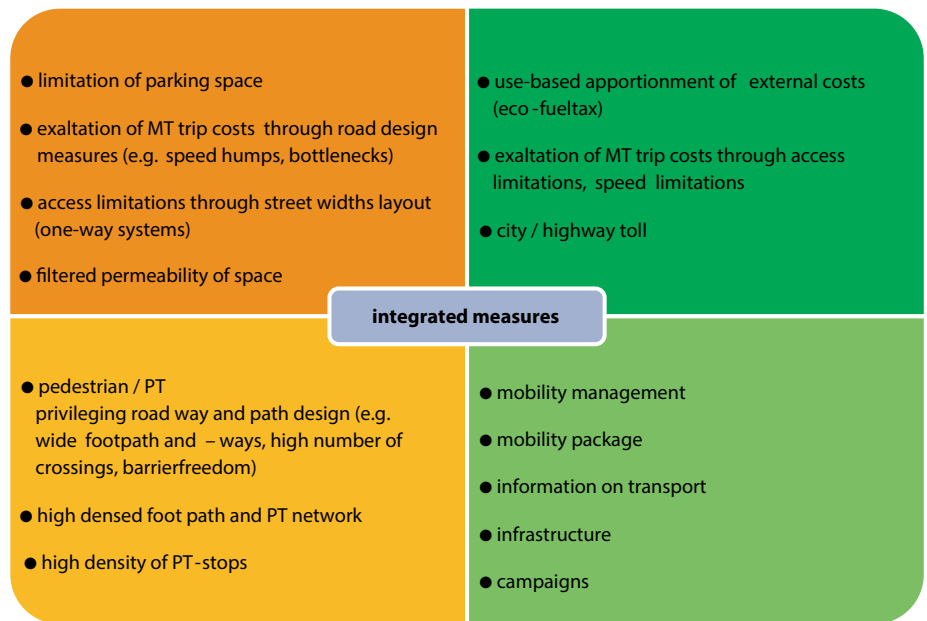 ● limitation of parking space
● exaltation of MT trip costs through road design
measures (e.g. speed humps, bottlenecks)
● access limitations through street widths layout
(one-way systems)
● filtered permeability of space
● use-based apportionment of external costs
(eco-fueltax)
● exaltation of MT trip costs through access
limitations, speed limitations
● city / highway toll
integrated measures
● pedestrian / PT
privileging road way and path design (e.g.
wide footpath and – ways, high number of
crossings, barrierfreedom)
● high densed foot path and PT network
● high density of PT-stops
● mobility management
● mobility package
● information on transport
● infrastructure
● campaigns